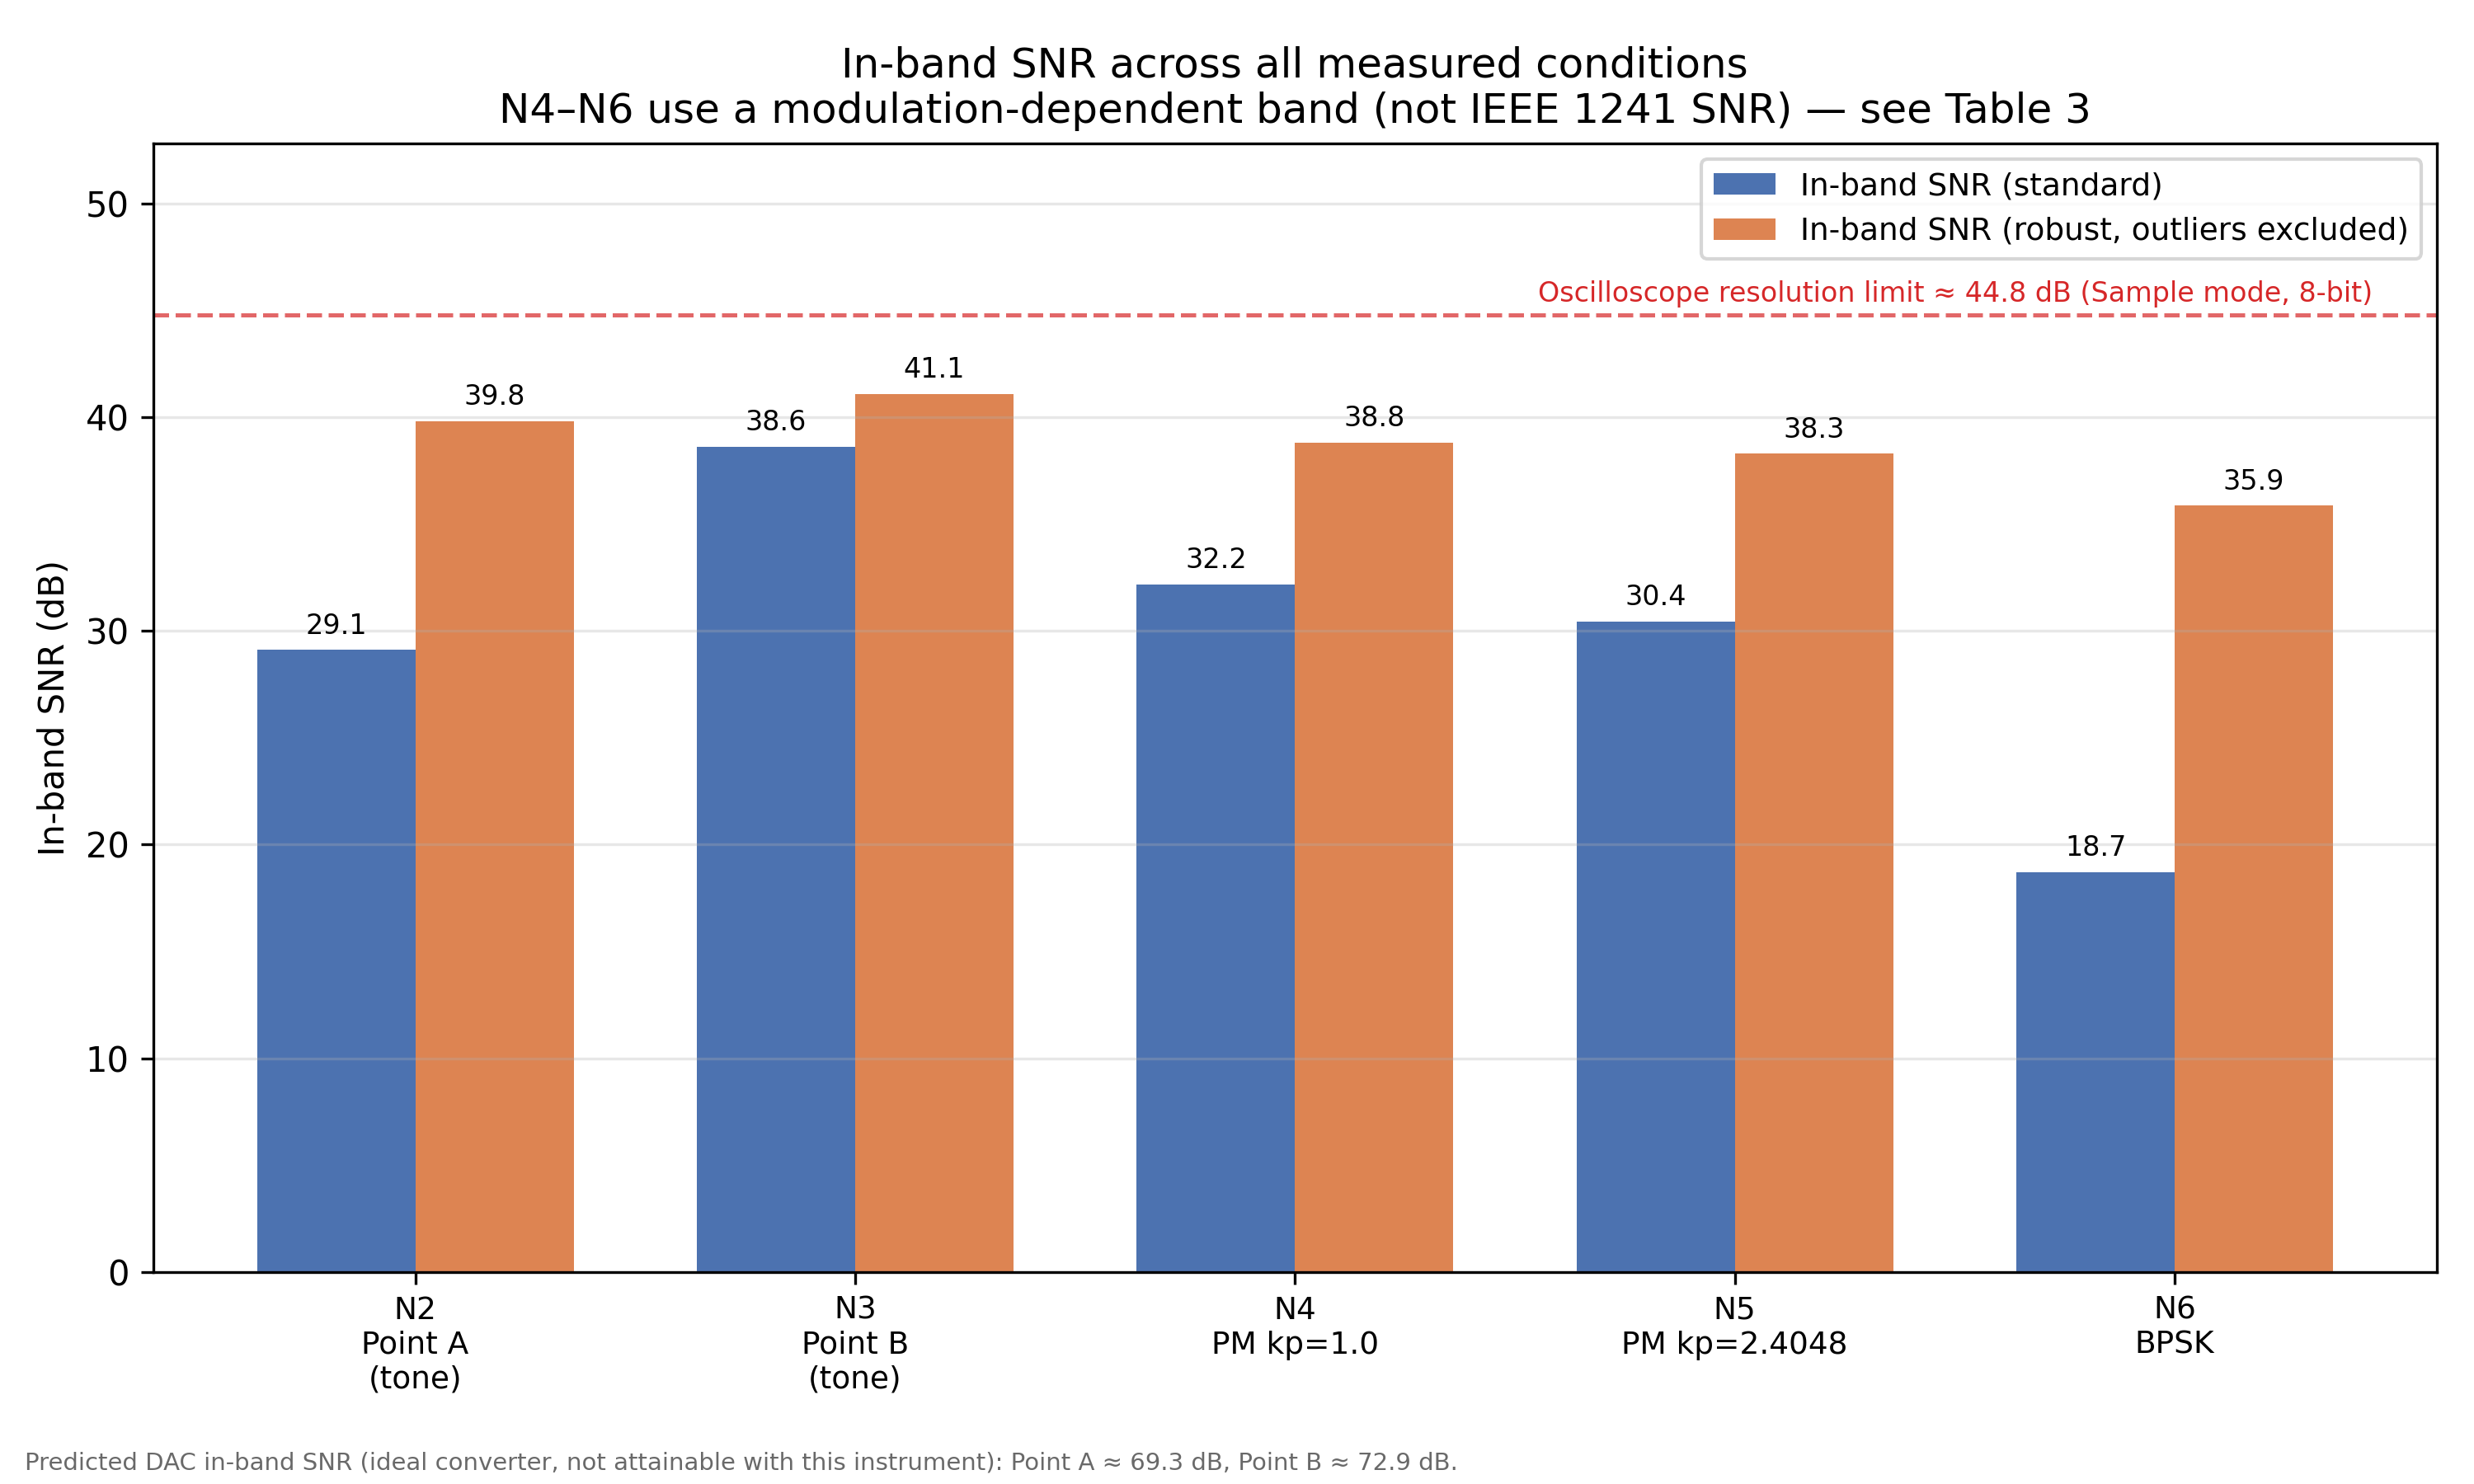 In-band SNR across all measured conditions
N4–N6 use a modulation-dependent band (not IEEE 1241 SNR) — see Table 3
In-band SNR (standard)
In-band SNR (robust, outliers excluded)
Oscilloscope resolution limit ≈ 44.8 dB (Sample mode, 8-bit)
In-band SNR (dB)
50
40
30
20
10
0
29.1
39.8
38.6
41.1
32.2
38.8
30.4
38.3
18.7
35.9
N2
Point A
(tone)
N3
Point B
(tone)
N4
PM kp=1.0
N5
PM kp=2.4048
N6
BPSK
Predicted DAC in-band SNR (ideal converter, not attainable with this instrument): Point A ≈ 69.3 dB, Point B ≈ 72.9 dB.